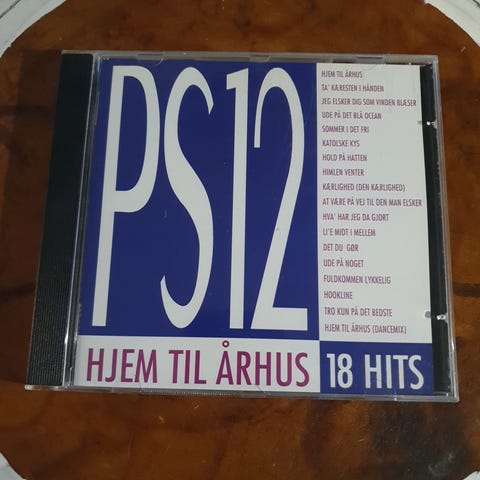 PS12
HJEM TIL ÅRHUS
TA' KÆRESTEN I HÅNDEN
JEG ELSKER DIG SOM VINDEN BLÆSER
UDE PÅ DET BLÅ OCEAN
SOMMER I DET FRI
KATOLSKE KYS
HOLD PÅ HATTEN
HIMLEN VENTER
KÆRLIGHED (DEN KÆRLIGHED)
AT VÆRE PÅ VEJ TIL DEN MAN ELSKER
HVA' HAR JEG DA GJORT
LI'E MIDT I MELLEM
DET DU GØR
UDE PÅ NOGET
FULDKOMMEN LYKKELIG
HOOKLINE
TRO KUN PÅ DET BEDSTE
HJEM TIL ÅRHUS (DANCEMIX)
HJEM TIL ÅRHUS
18 HITS